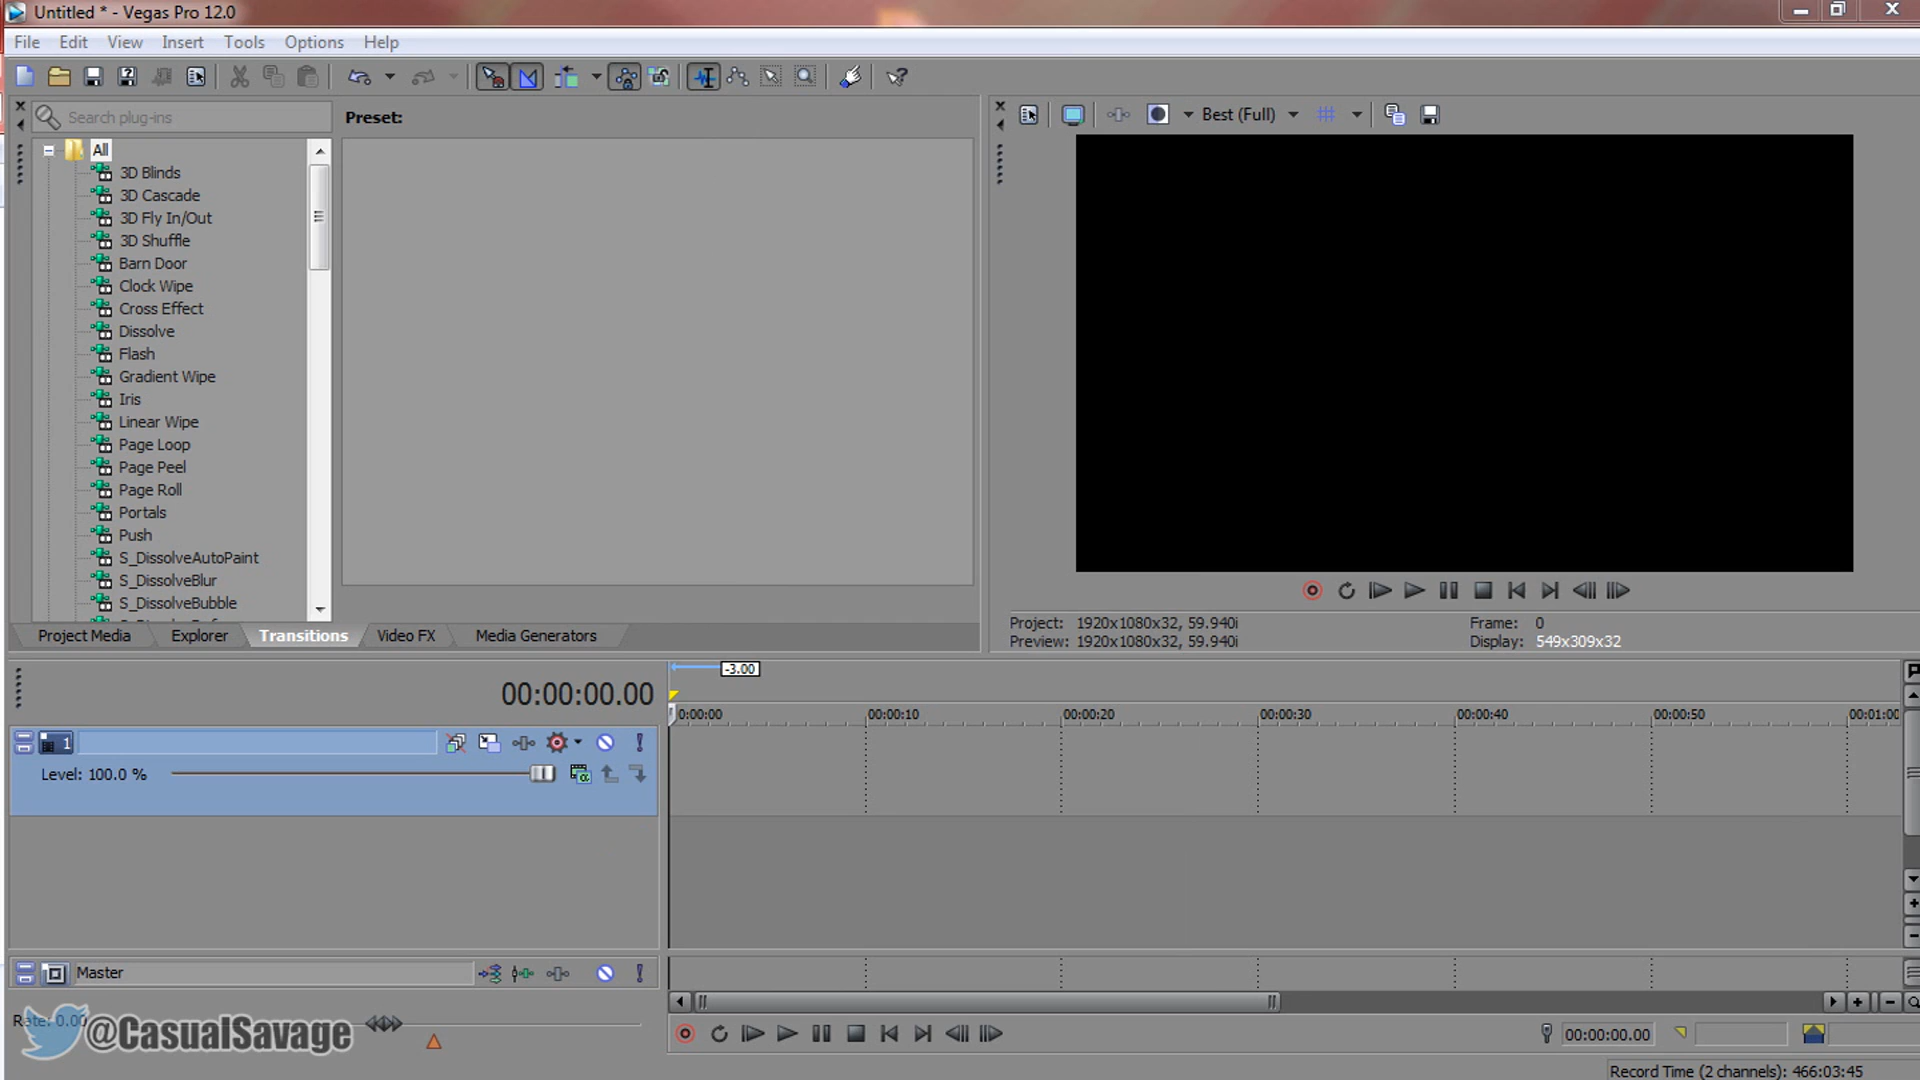 Untitled * - Vegas Pro 12.0
File Edit View Insert Tools Options Help
Search plug-ins
Preset:
Best (Full)
All
3D Blinds
3D Cascade
3D Fly In/Out
3D Shuffle
Barn Door
Clock Wipe
Cross Effect
Dissolve
Flash
Gradient Wipe
Iris
Linear Wipe
Page Loop
Page Peel
Page Roll
Portals
Push
S_DissolveAutoPaint
S_DissolveBlur
S_DissolveBubble
Project Media Explorer Transitions Video FX Media Generators
Project: 1920x1080x32, 59.940i Frame: 0
Preview: 1920x1080x32, 59.940i Display: 549x309x32
-3.00
00:00:00.00
0:00:00 00:00:10 00:00:20 00:00:30 00:00:40 00:00:50 00:01:00
1
Level: 100.0 %
Master
Rate: 0.00
@CasualSavage
00:00:00.00
Record Time (2 channels): 466:03:45